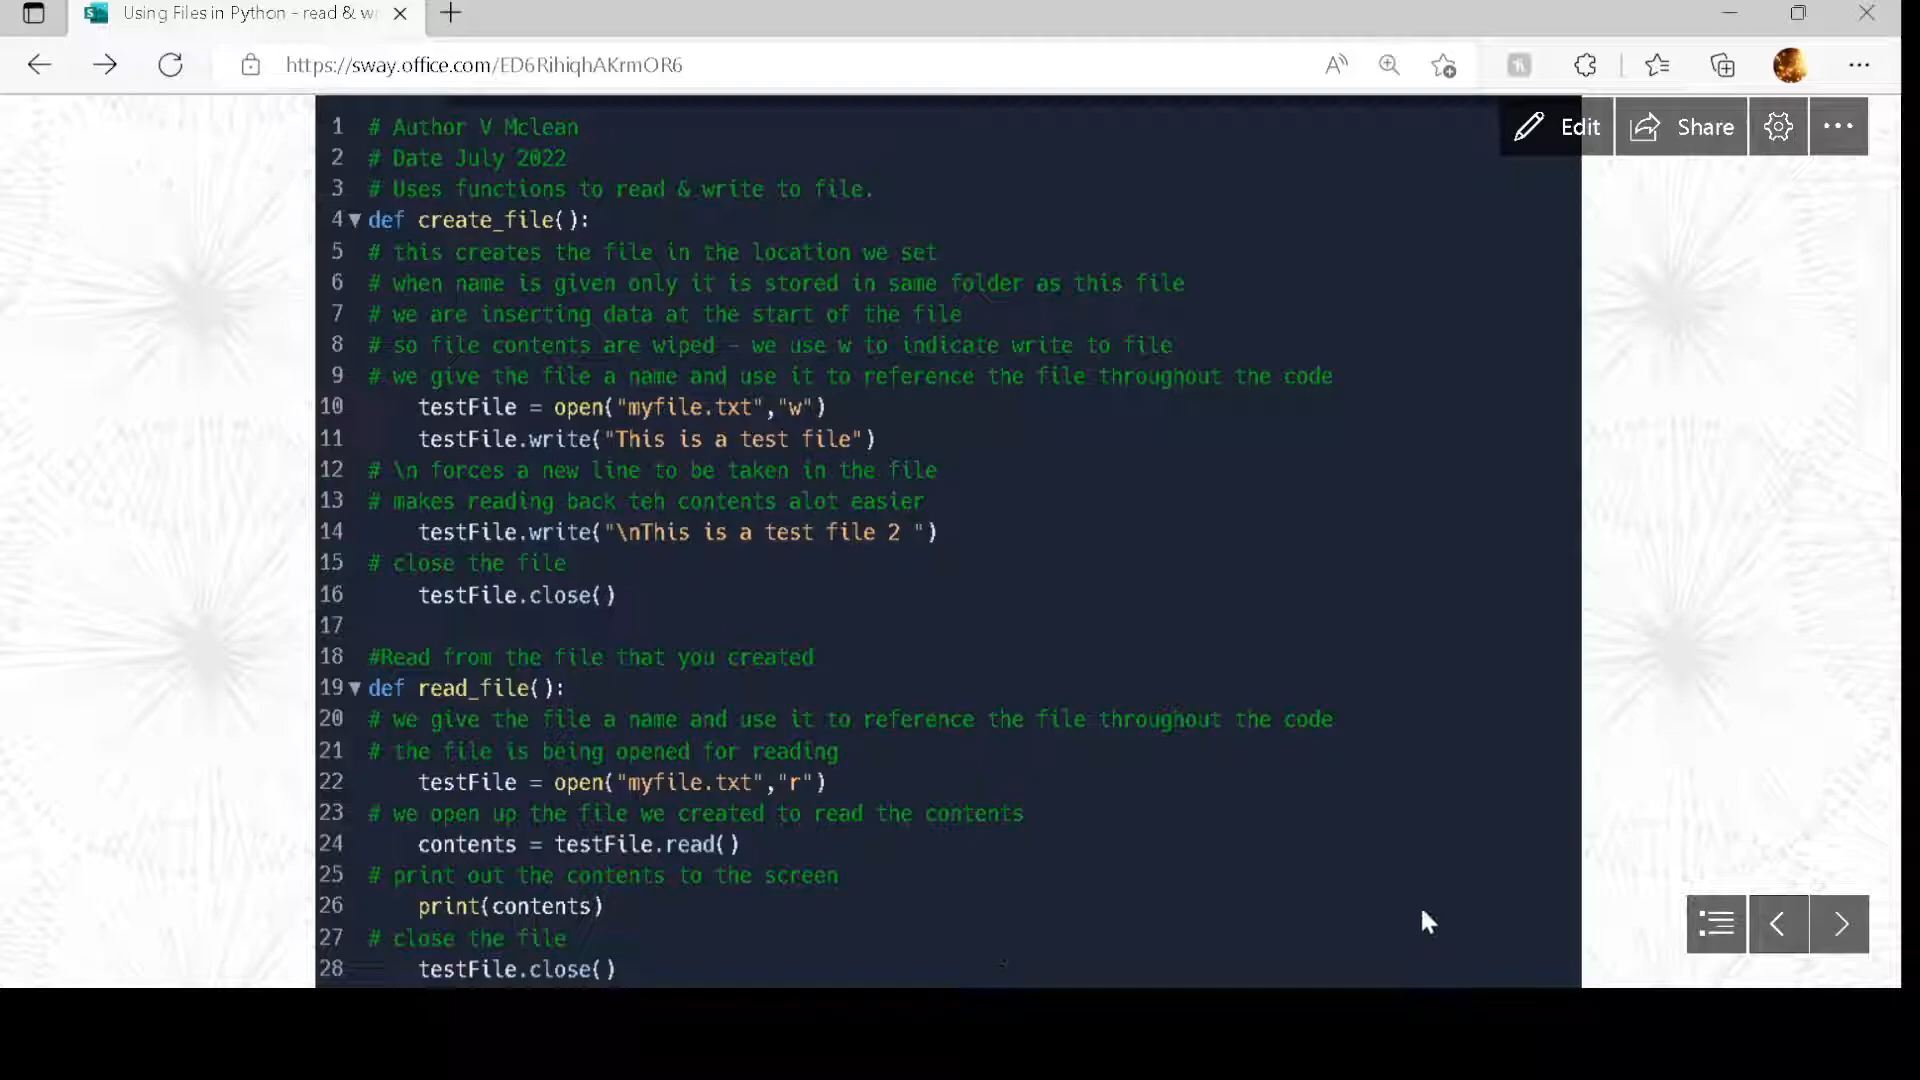 Using Files in Python - read & wr
https://sway.office.com/ED6RihiqhAKrmOR6
Edit
Share
1 # Author V Mclean
2 # Date July 2022
3 # Uses functions to read & write to file.
4 def create_file():
5 # this creates the file in the location we set
6 # when name is given only it is stored in same folder as this file
7 # we are inserting data at the start of the file
8 # so file contents are wiped - we use w to indicate write to file
9 # we give the file a name and use it to reference the file throughout the code
10 testFile = open("myfile.txt","w")
11 testFile.write("This is a test file")
12 # \n forces a new line to be taken in the file
13 # makes reading back teh contents alot easier
14 testFile.write("\nThis is a test file 2 ")
15 # close the file
16 testFile.close()
17
18 #Read from the file that you created
19 def read_file():
20 # we give the file a name and use it to reference the file throughout the code
21 # the file is being opened for reading
22 testFile = open("myfile.txt","r")
23 # we open up the file we created to read the contents
24 contents = testFile.read()
25 # print out the contents to the screen
26 print(contents)
27 # close the file
28 testFile.close()